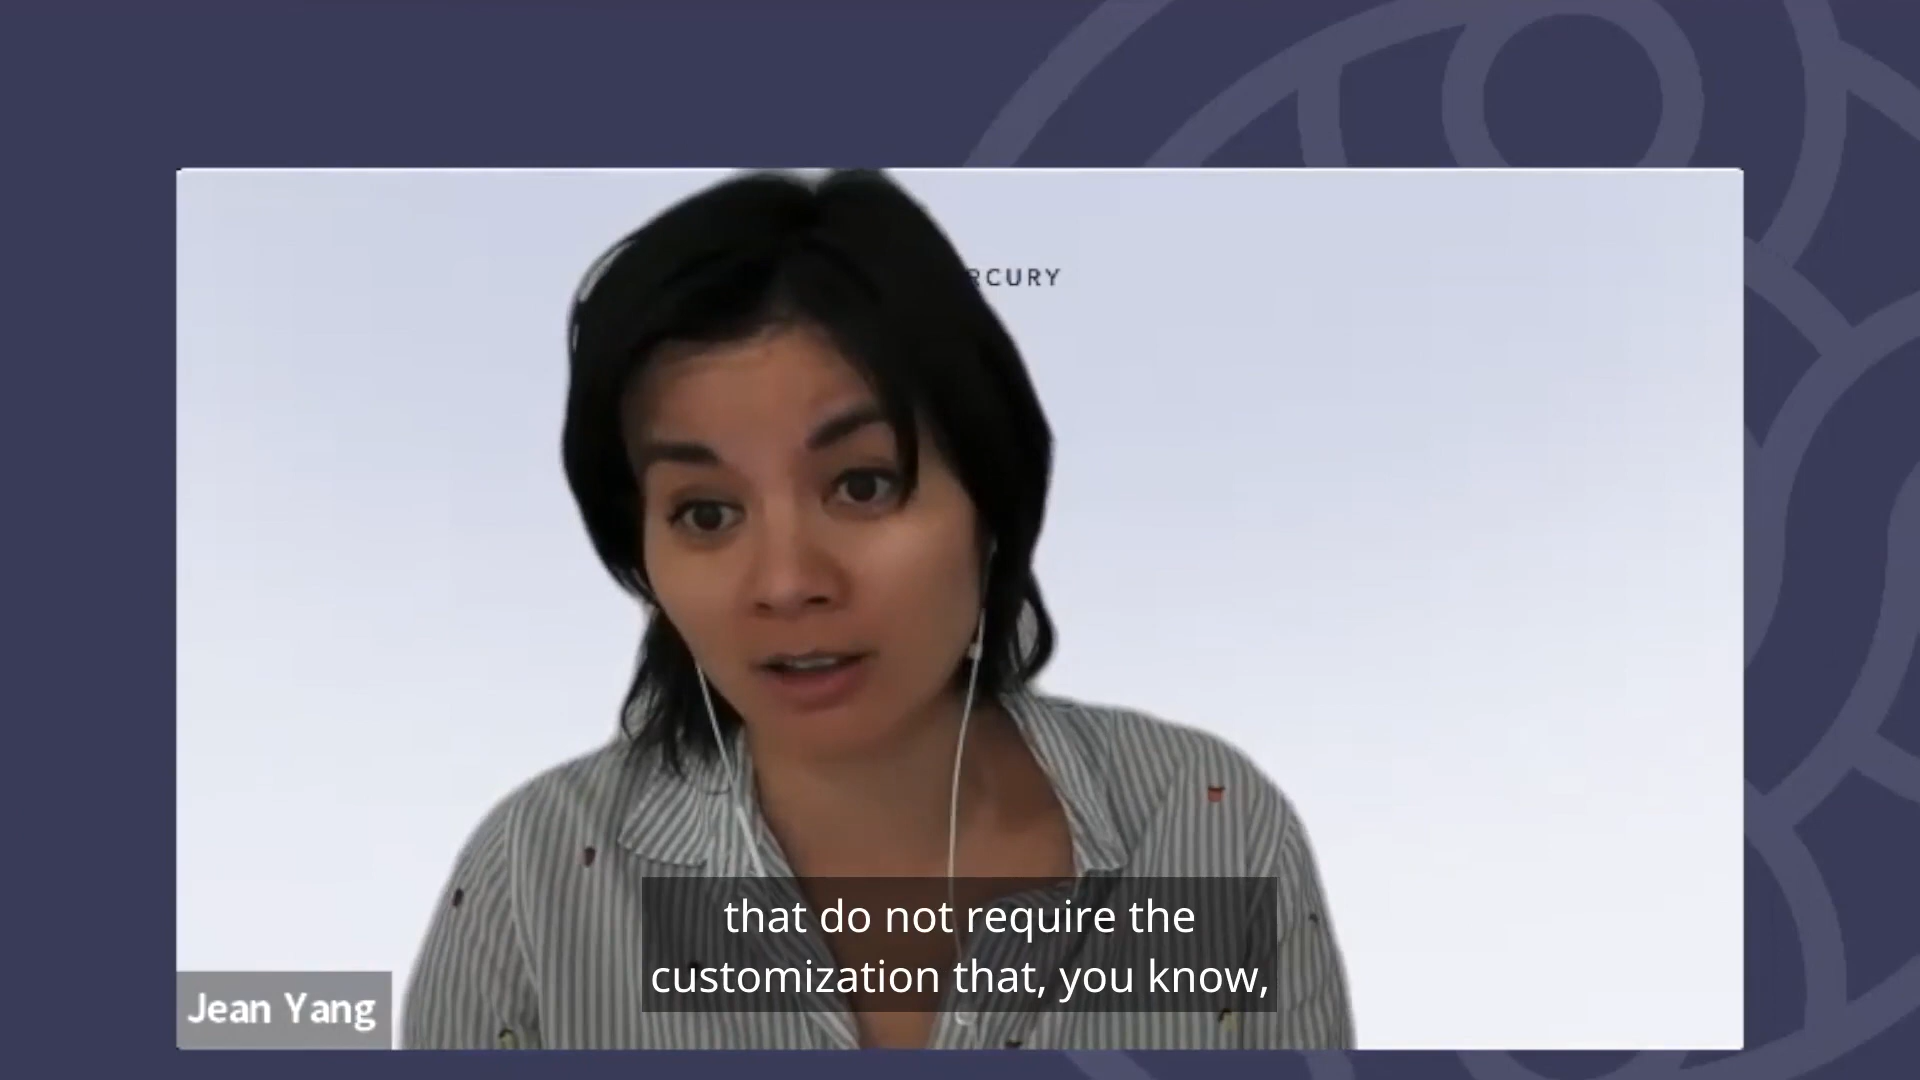 RCURY
that do not require the
customization that, you know,
Jean Yang